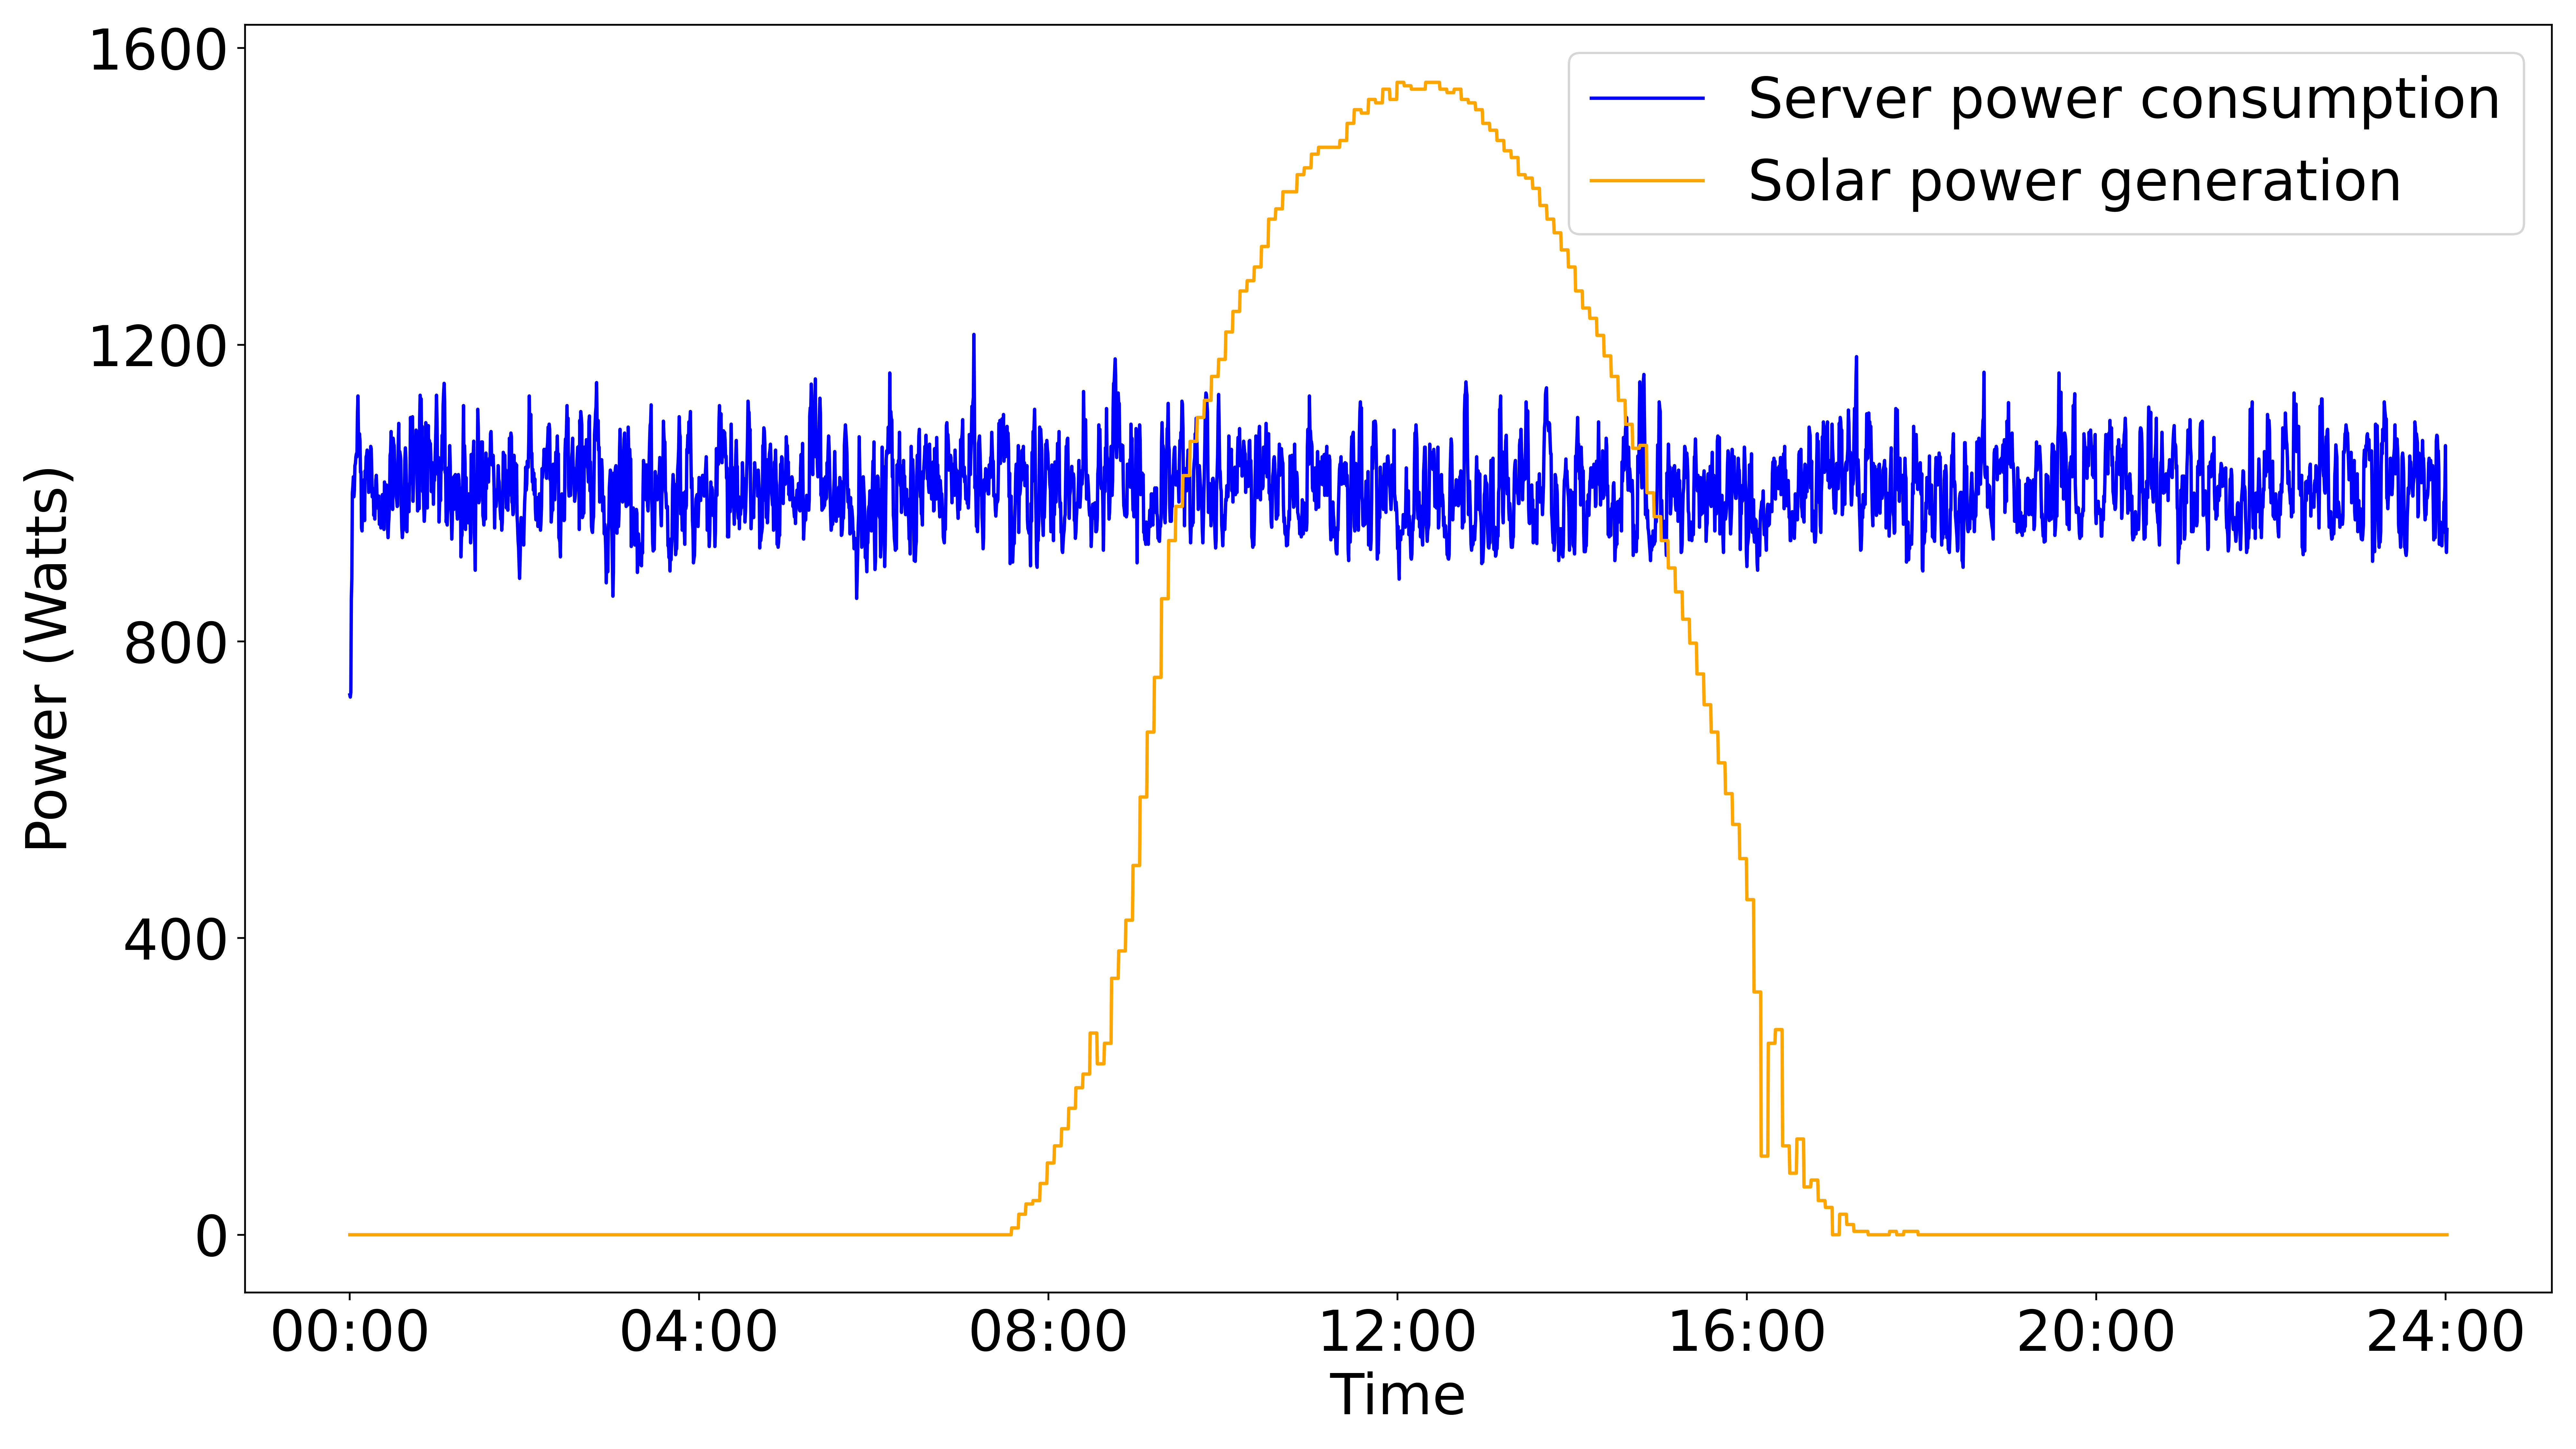 Power (Watts)
1600
1200
800
400
0
Server power consumption
Solar power generation
00:00 04:00 08:00 12:00 16:00 20:00 24:00
Time